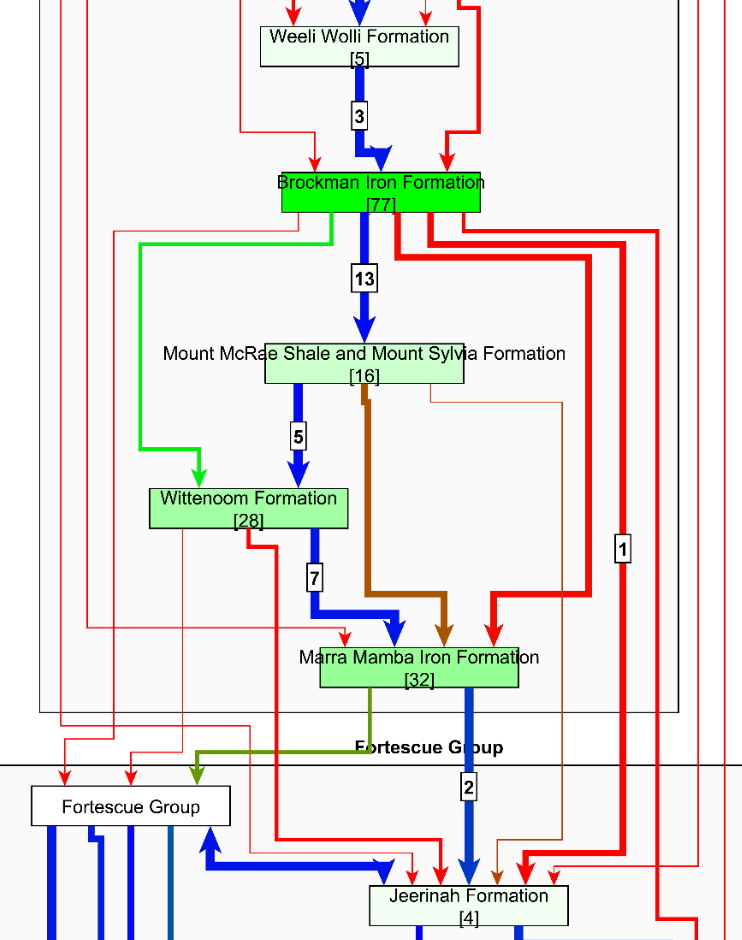 Weeli Wolli Formation
[5]
3
Brockman Iron Formation
[77]
13
Mount McRae Shale and Mount Sylvia Formation
[16]
5
Wittenoom Formation
[28]
1
7
Marra Mamba Iron Formation
[32]
Fortescue Group
2
Fortescue Group
Jeerinah Formation
[4]